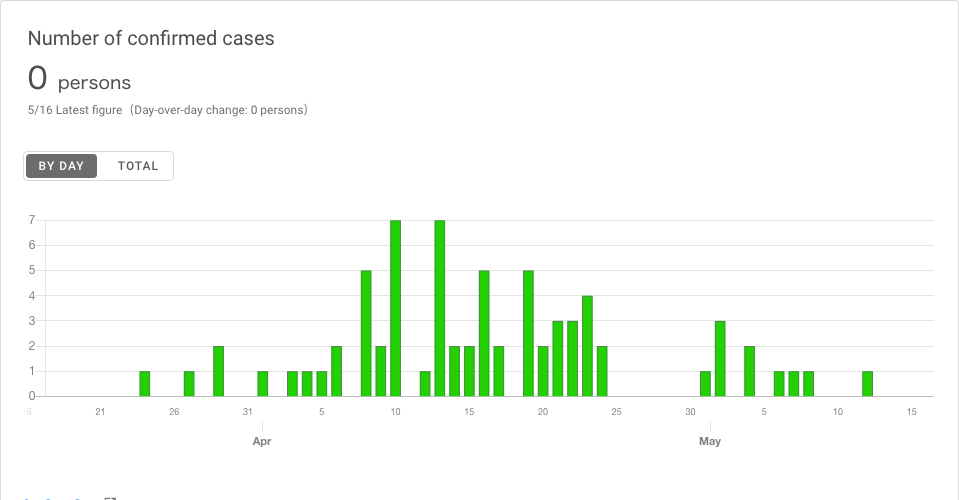 Number of confirmed cases
0 persons
5/16 Latest figure（Day-over-day change: 0 persons）
BY DAY TOTAL
7
6
5
4
3
2
1
0
6 21 26 31 5 10 15 20 25 30 5 10 15
Apr May